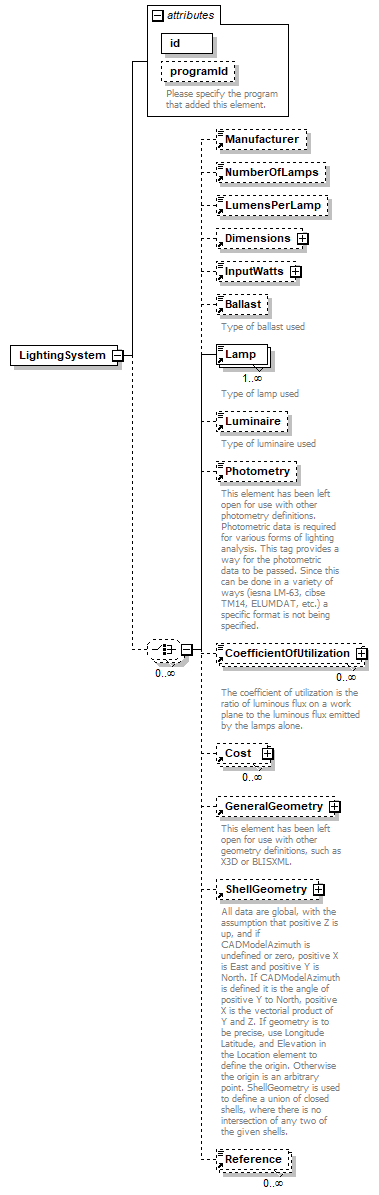 attributes
id
programId
Please specify the program
that added this element.
Manufacturer
NumberOfLamps
LumensPerLamp
Dimensions
InputWatts
Ballast
Type of ballast used
LightingSystem
Lamp
1..∞
Type of lamp used
Luminaire
Type of luminaire used
Photometry
This element has been left
open for use with other
photometry definitions.
Photometric data is required
for various forms of lighting
analysis. This tag provides a
way for the photometric
data to be passed. Since this
can be done in a variety of
ways (iesna LM-63, cibse
TM14, ELUMDAT, etc.) a
specific format is not being
specified.
0..∞
CoefficientOfUtilization
0..∞
The coefficient of utilization is the
ratio of luminous flux on a work
plane to the luminous flux emitted
by the lamps alone.
Cost
0..∞
GeneralGeometry
This element has been left
open for use with other
geometry definitions, such as
X3D or BLISXML.
ShellGeometry
All data are global, with the
assumption that positive Z is
up, and if
CADModelAzimuth is
undefined or zero, positive X
is East and positive Y is
North. If CADModelAzimuth
is defined it is the angle of
positive Y to North, positive
X is the vectorial product of
Y and Z. If geometry is to
be precise, use Longitude
Latitude, and Elevation in
the Location element to
define the origin. Otherwise
the origin is an arbitrary
point. ShellGeometry is used
to define a union of closed
shells, where there is no
intersection of any two of
the given shells.
Reference
0..∞